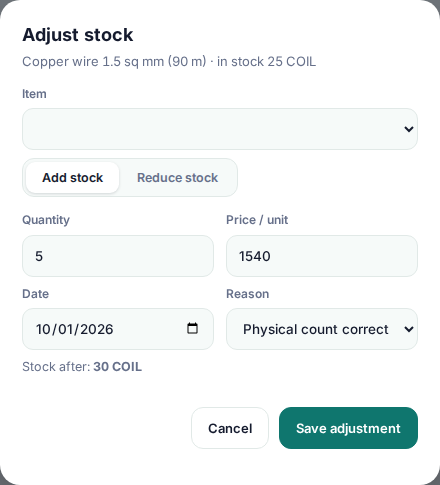 Adjust stock
Copper wire 1.5 sq mm (90 m) · in stock 25 COIL
Item
Add stock
Reduce stock
Quantity
Price / unit
5
1540
Date
Reason
10/01/2026
Physical count correct
Stock after: 30 COIL
Cancel
Save adjustment